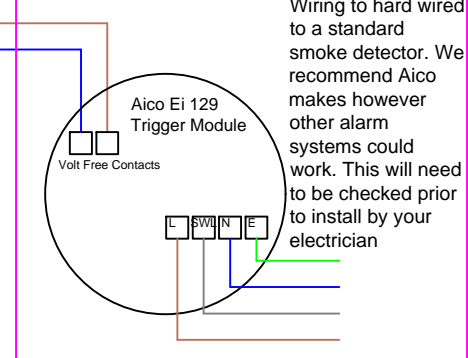 Wiring to hard wired
to a standard
smoke detector. We
recommend Aico
makes however
other alarm
systems could
work. This will need
to be checked prior
to install by your
electrician
Aico Ei 129
Trigger Module
Volt Free Contacts
L SWL N E